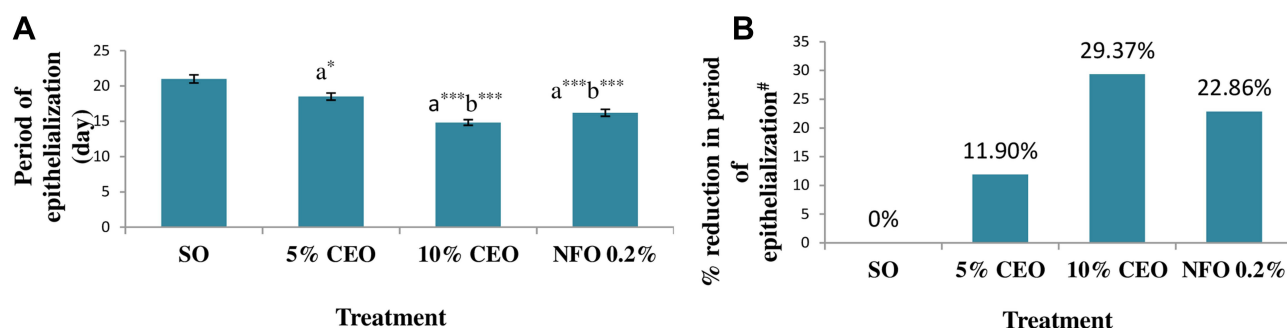 A
Period of
epithelialization
(day)
25
20
15
10
5
0
a*
a***b***
a***b***
SO
5% CEO
10% CEO
NFO 0.2%
Treatment
B
% reduction in period
of
epithelialization#
35
30
25
20
15
10
5
0
0%
11.90%
29.37%
22.86%
SO
5% CEO
10% CEO
NFO 0.2%
Treatment